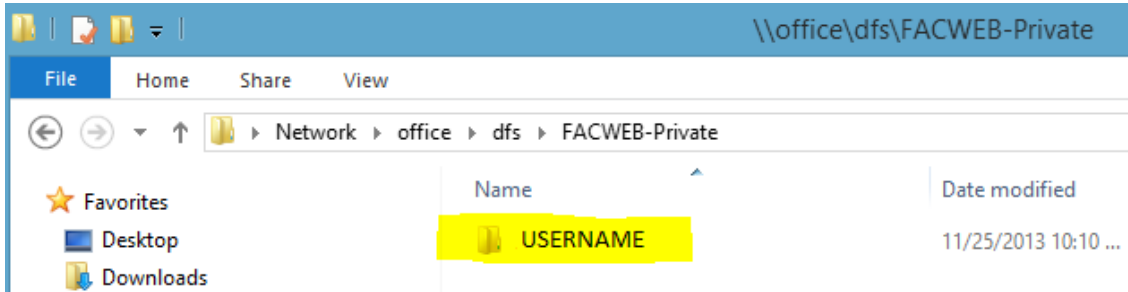 \\office\dfs\FACWEB-Private
File Home Share View
Network office dfs FACWEB-Private
Name Date modified
Favorites
USERNAME 11/25/2013 10:10 ...
Desktop
Downloads